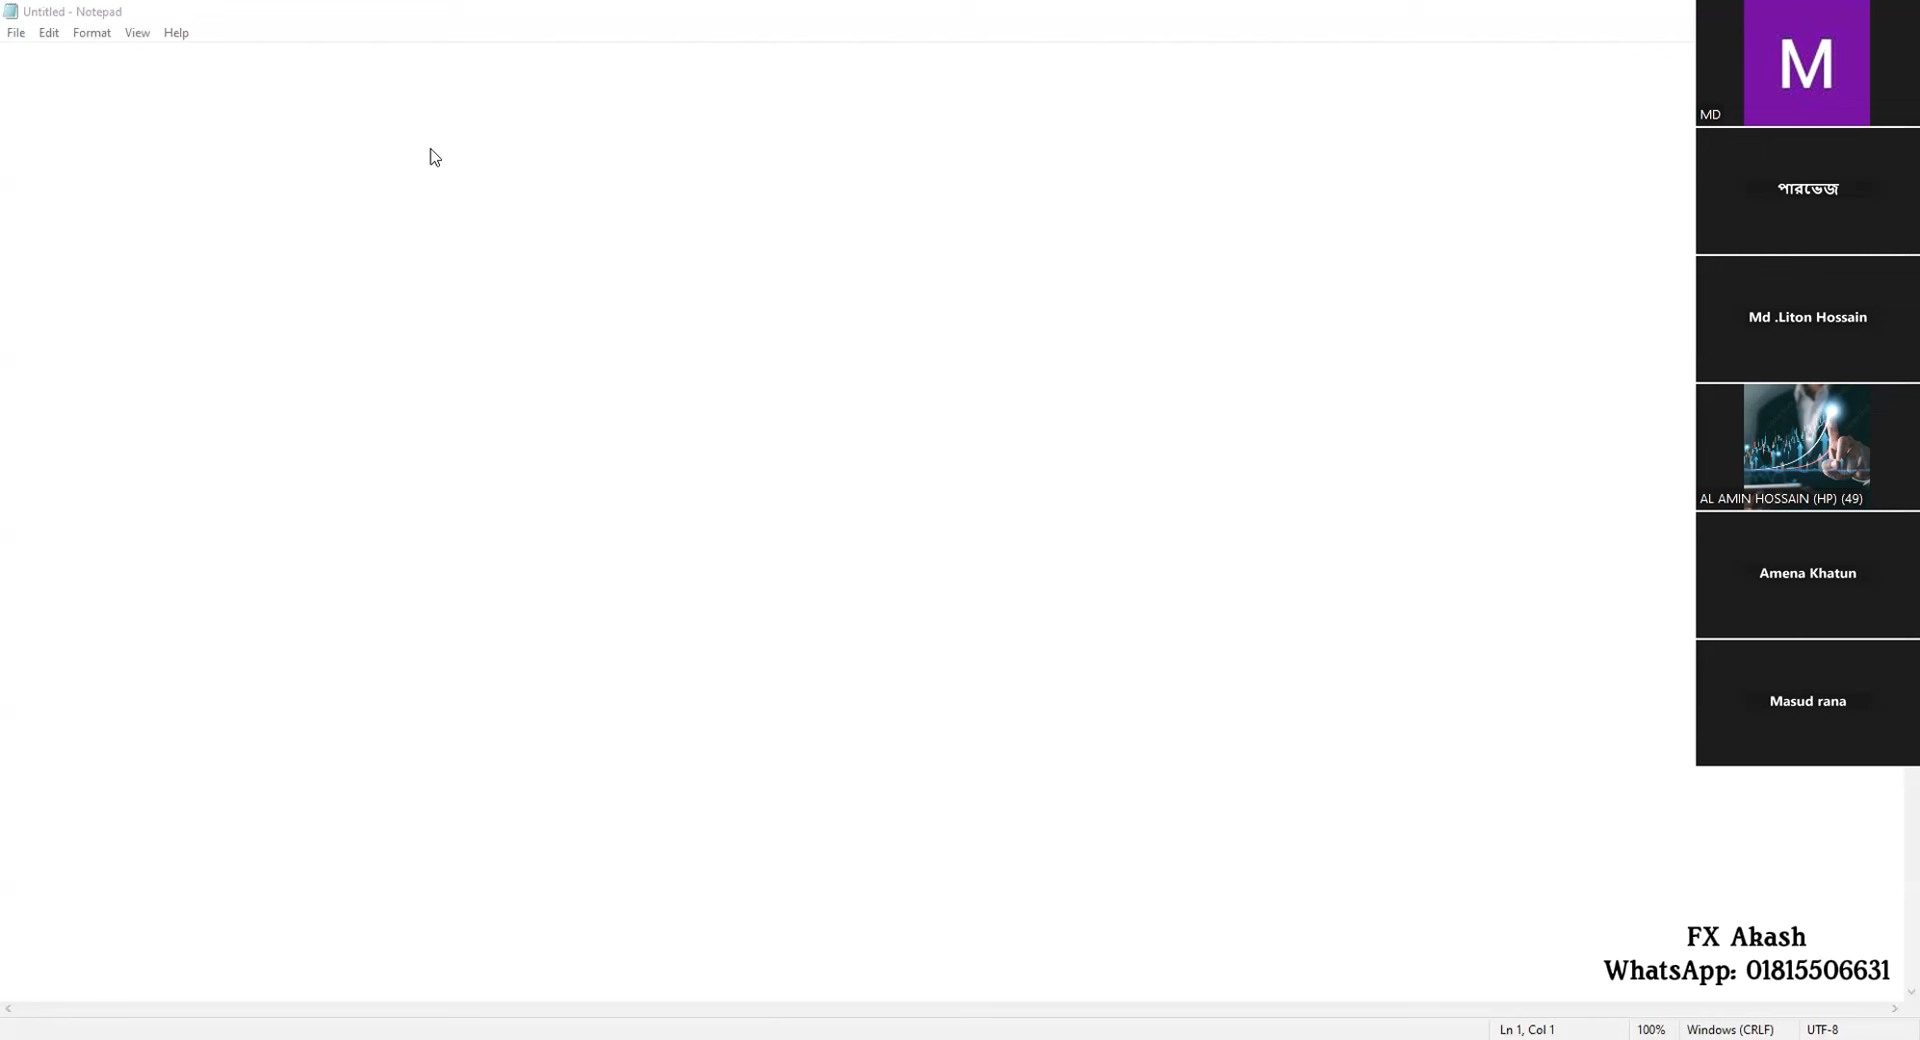 Untitled - Notepad
File Edit Format View Help
M
MD
পারভেজ
Md .Liton Hossain
AL AMIN HOSSAIN (HP) (49)
Amena Khatun
Masud rana
FX Akash
WhatsApp: 01815506631
Ln 1, Col 1 100% Windows (CRLF) UTF-8